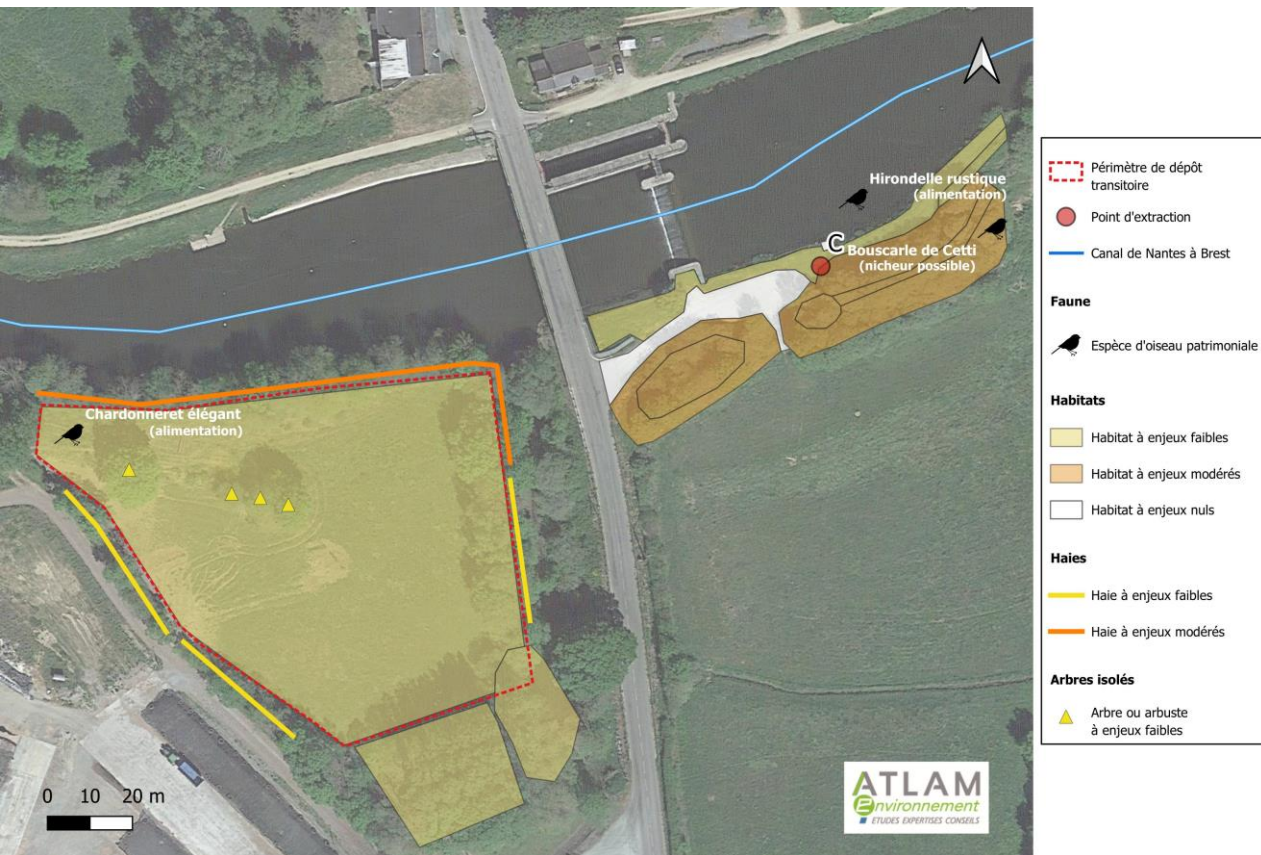 Hirondelle rustique
(alimentation)
C
Bouscarle de Cetti
(nicheur possible)
Chardonneret élégant
(alimentation)
0 10 20 m
ATLAM
environnement
ETUDES EXPERTISES CONSEILS
Périmètre de dépôt
transitoire
Point d'extraction
Canal de Nantes à Brest
Faune
Espèce d'oiseau patrimoniale
Habitats
Habitat à enjeux faibles
Habitat à enjeux modérés
Habitat à enjeux nuls
Haies
Haie à enjeux faibles
Haie à enjeux modérés
Arbres isolés
Arbre ou arbuste
à enjeux faibles